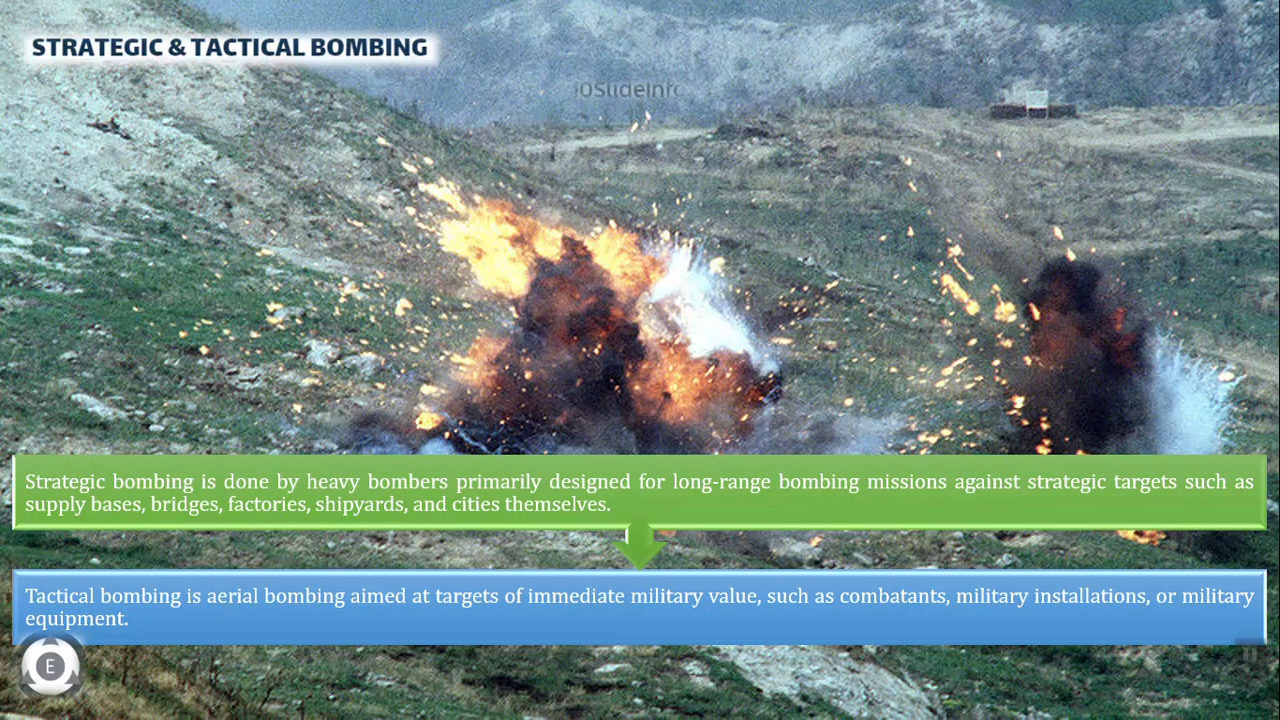 STRATEGIC & TACTICAL BOMBING
Strategic bombing is done by heavy bombers primarily designed for long-range bombing missions against strategic targets such as
supply bases, bridges, factories, shipyards, and cities themselves.
Tactical bombing is aerial bombing aimed at targets of immediate military value, such as combatants, military installations, or military
equipment.
E